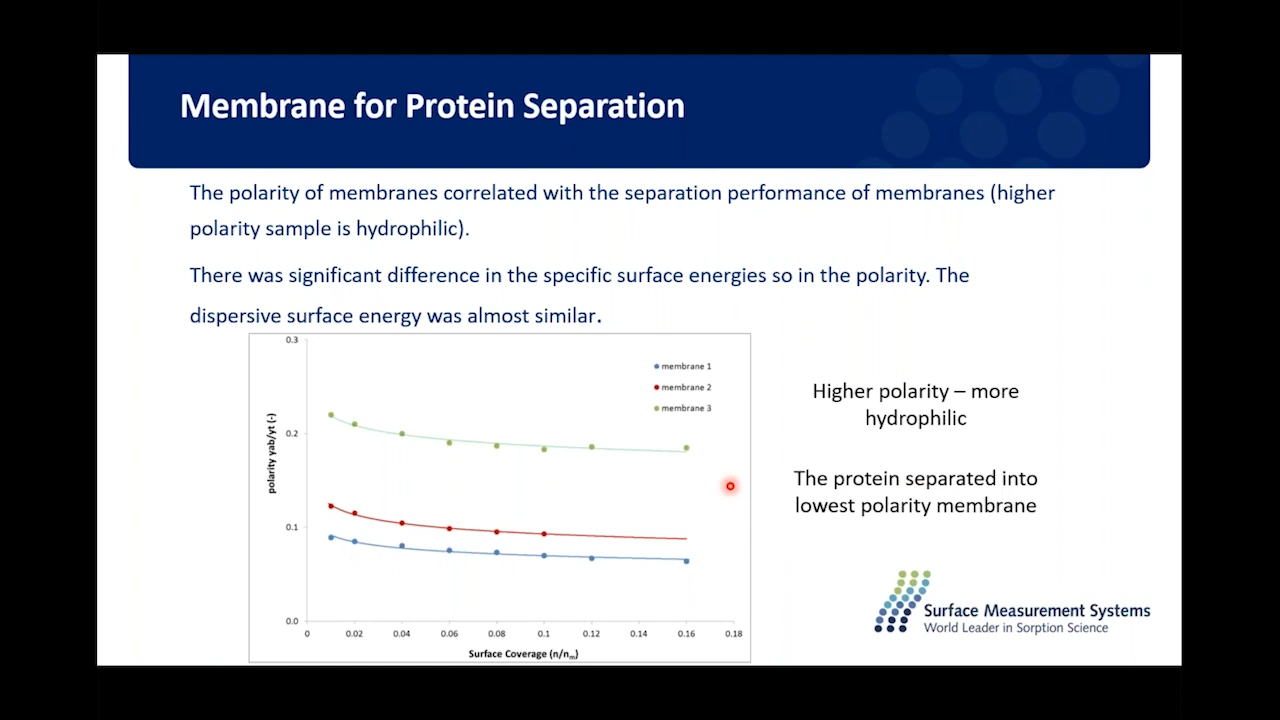 Membrane for Protein Separation
The polarity of membranes correlated with the separation performance of membranes (higher
polarity sample is hydrophilic).
There was significant difference in the specific surface energies so in the polarity. The
dispersive surface energy was almost similar.
0.3
0.2
0.1
0.0
polarity yab/yt (-)
membrane 1
membrane 2
membrane 3
0 0.02 0.04 0.06 0.08 0.1 0.12 0.14 0.16 0.18
Surface Coverage (n/nm)
Higher polarity – more
hydrophilic
The protein separated into
lowest polarity membrane
Surface Measurement Systems
World Leader in Sorption Science